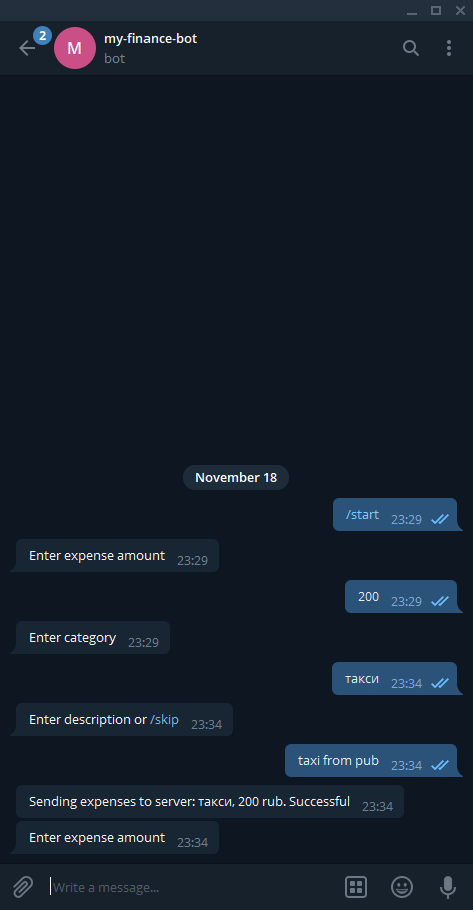 2
M
my-finance-bot
bot
November 18
/start 23:29
Enter expense amount 23:29
200 23:29
Enter category 23:29
такси 23:34
Enter description or /skip 23:34
taxi from pub 23:34
Sending expenses to server: такси, 200 rub. Successful 23:34
Enter expense amount 23:34
Write a message...